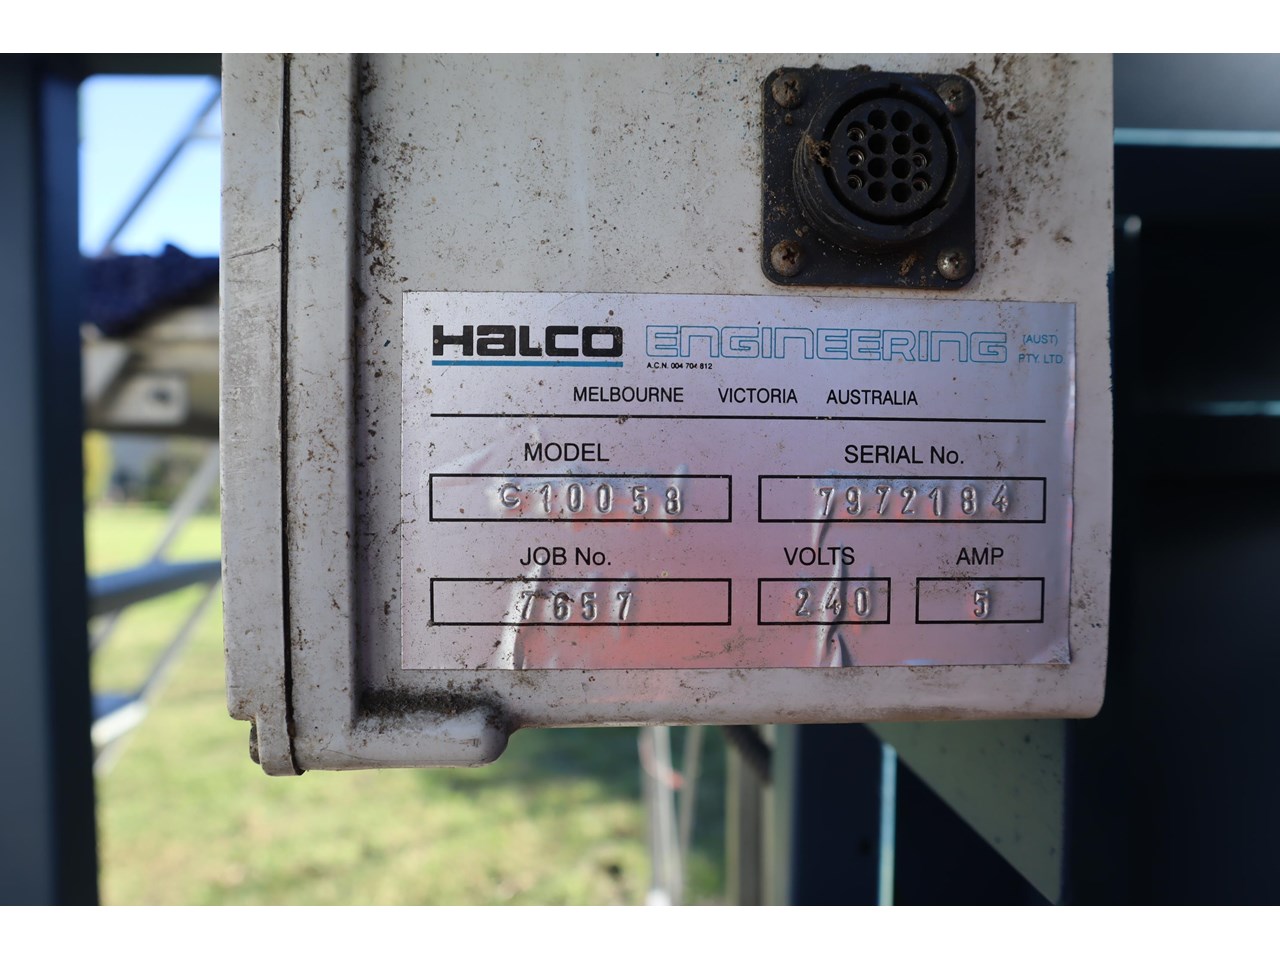 HALCO ENGINEERING (AUST) PTY. LTD
A.C.N. 004 704 812
MELBOURNE VICTORIA AUSTRALIA
MODEL SERIAL No.
C10058 7972184
JOB No. VOLTS AMP
7657 240 5